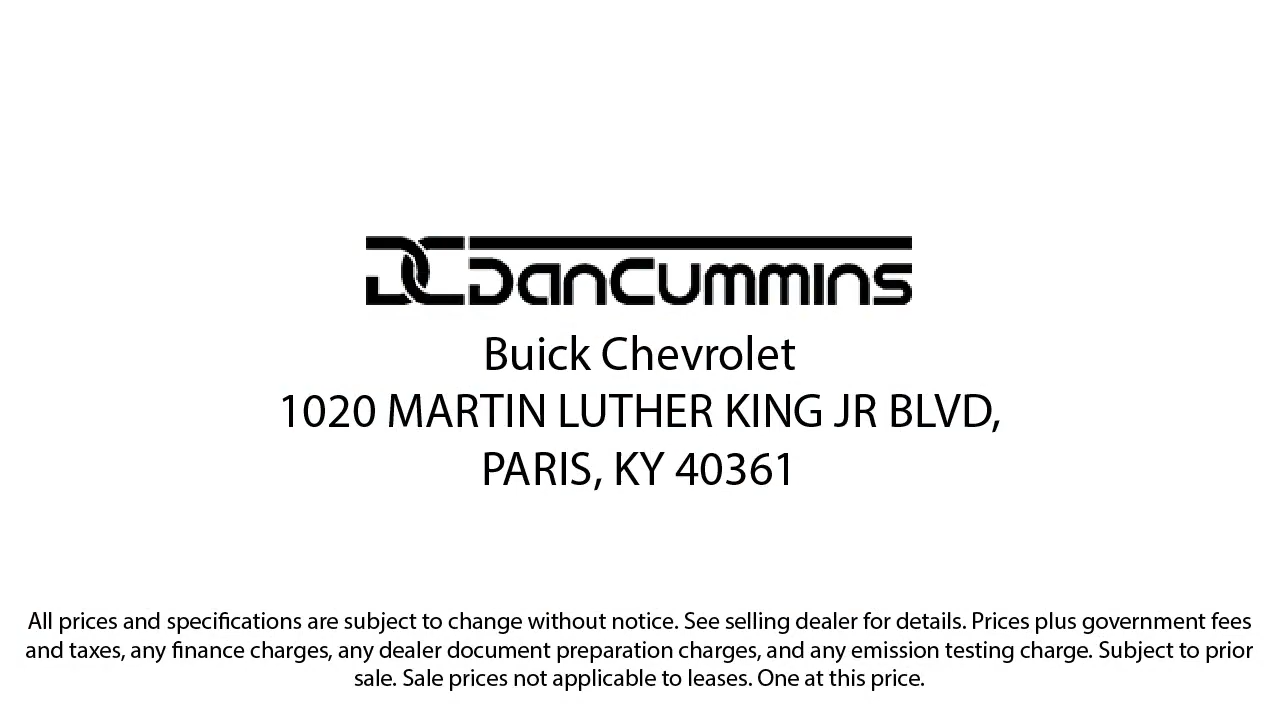 DC DanCummins
Buick Chevrolet
1020 MARTIN LUTHER KING JR BLVD,
PARIS, KY 40361
All prices and specifications are subject to change without notice. See selling dealer for details. Prices plus government fees
and taxes, any finance charges, any dealer document preparation charges, and any emission testing charge. Subject to prior
sale. Sale prices not applicable to leases. One at this price.